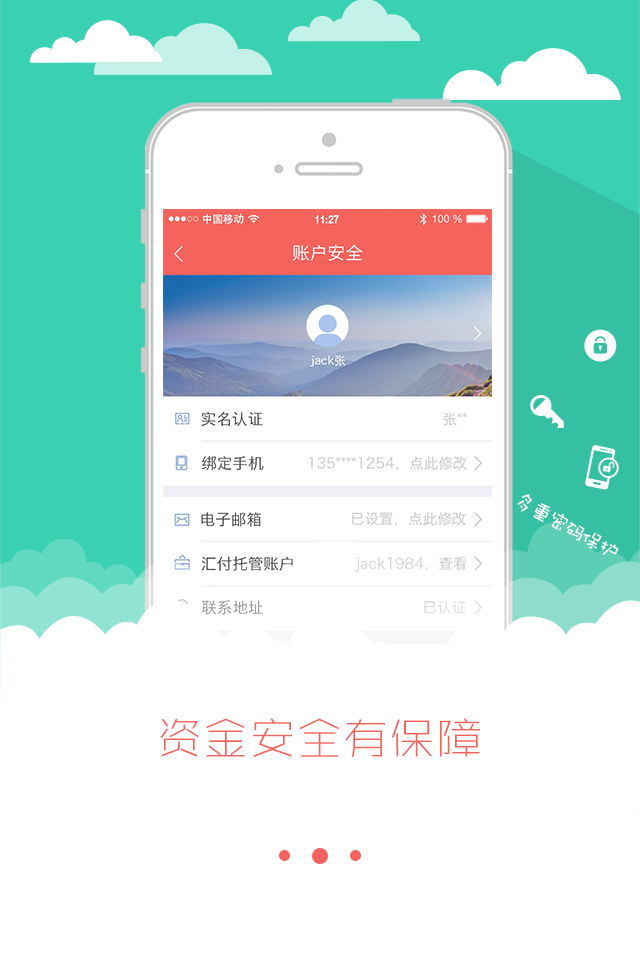 中国移动 11:27 100 %
账户安全
jack张
实名认证 张**
绑定手机 135****1254，点此修改
电子邮箱 已设置，点此修改
汇付托管账户 jack1984，查看
联系地址 已认证
多重密码保护
资金安全有保障